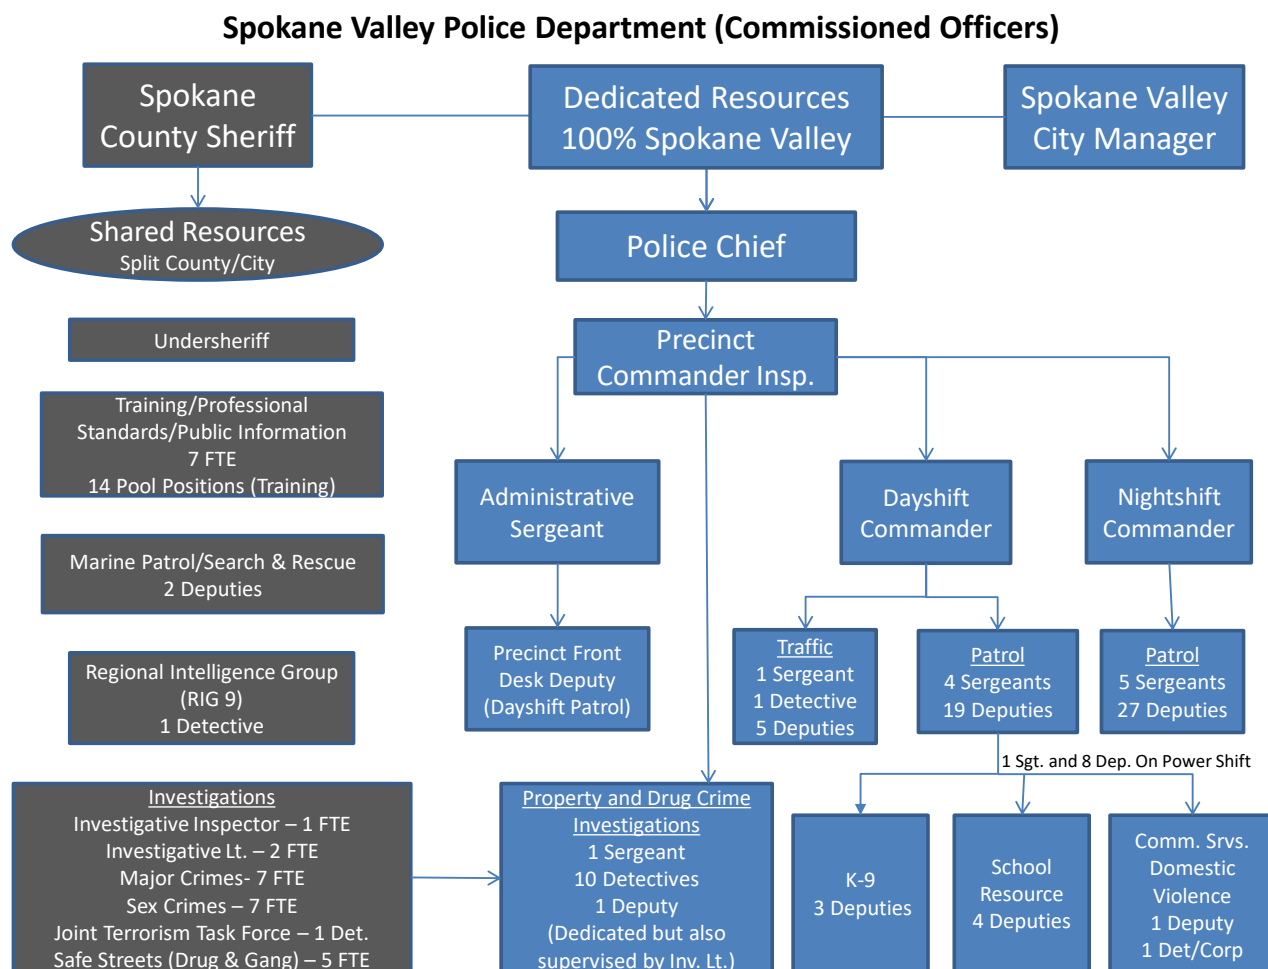 Spokane Valley Police Department (Commissioned Officers)
Spokane
County Sheriff
Dedicated Resources
100% Spokane Valley
Spokane Valley
City Manager
Shared Resources
Split County/City
Police Chief
Undersheriff
Precinct
Commander Insp.
Training/Professional
Standards/Public Information
7 FTE
14 Pool Positions (Training)
Administrative
Sergeant
Dayshift
Commander
Nightshift
Commander
Marine Patrol/Search & Rescue
2 Deputies
Precinct Front
Desk Deputy
(Dayshift Patrol)
Traffic
1 Sergeant
1 Detective
5 Deputies
Patrol
4 Sergeants
19 Deputies
Patrol
5 Sergeants
27 Deputies
Regional Intelligence Group
(RIG 9)
1 Detective
1 Sgt. and 8 Dep. On Power Shift
Investigations
Investigative Inspector – 1 FTE
Investigative Lt. – 2 FTE
Major Crimes- 7 FTE
Sex Crimes – 7 FTE
Joint Terrorism Task Force – 1 Det.
Safe Streets (Drug & Gang) – 5 FTE
Property and Drug Crime
Investigations
1 Sergeant
10 Detectives
1 Deputy
(Dedicated but also
supervised by Inv. Lt.)
K-9
3 Deputies
School
Resource
4 Deputies
Comm. Srvs.
Domestic
Violence
1 Deputy
1 Det/Corp